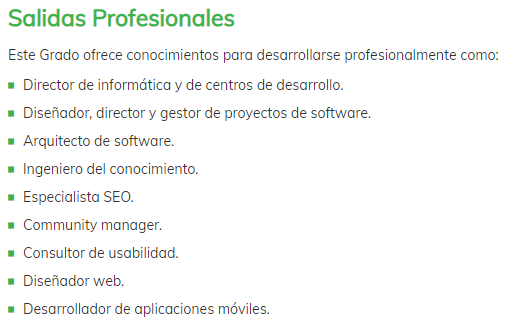 Salidas Profesionales
Este Grado ofrece conocimientos para desarrollarse profesionalmente como:
Director de informática y de centros de desarrollo.
Diseñador, director y gestor de proyectos de software.
Arquitecto de software.
Ingeniero del conocimiento.
Especialista SEO.
Community manager.
Consultor de usabilidad.
Diseñador web.
Desarrollador de aplicaciones móviles.